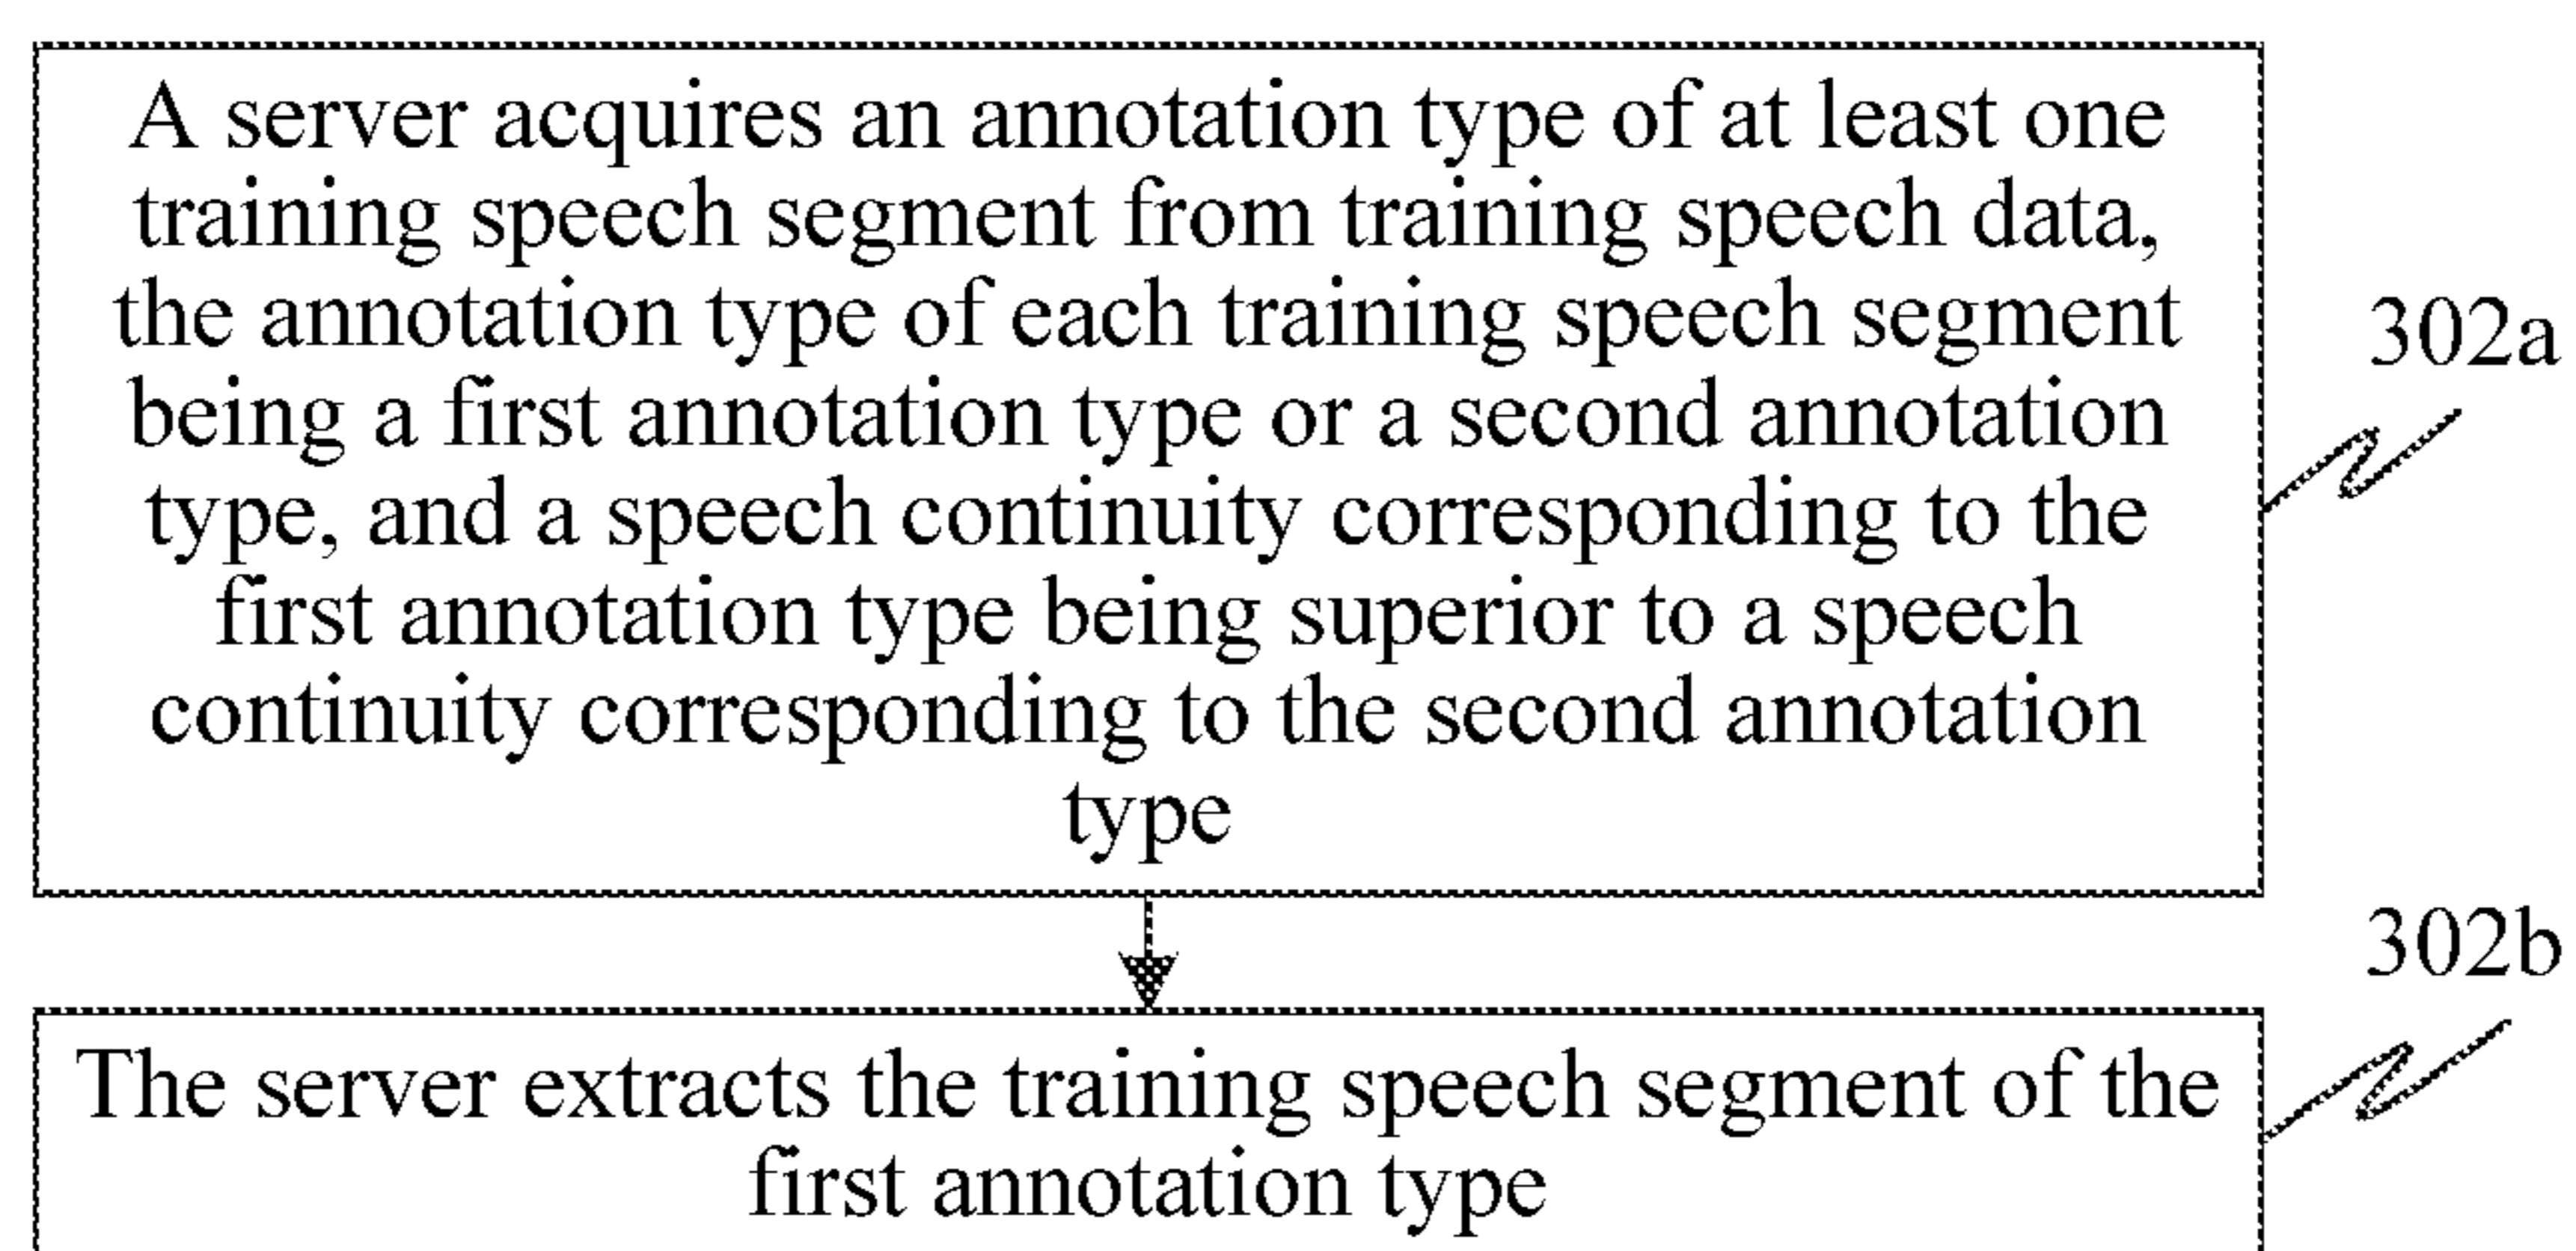 A server acquires an annotation type of at least one
training speech segment from training speech data,
the annotation type of each training speech segment
being a first annotation type or a second annotation
type, and a speech continuity corresponding to the
first annotation type being superior to a speech
continuity corresponding to the second annotation
type
302a
302b
The server extracts the training speech segment of the
first annotation type